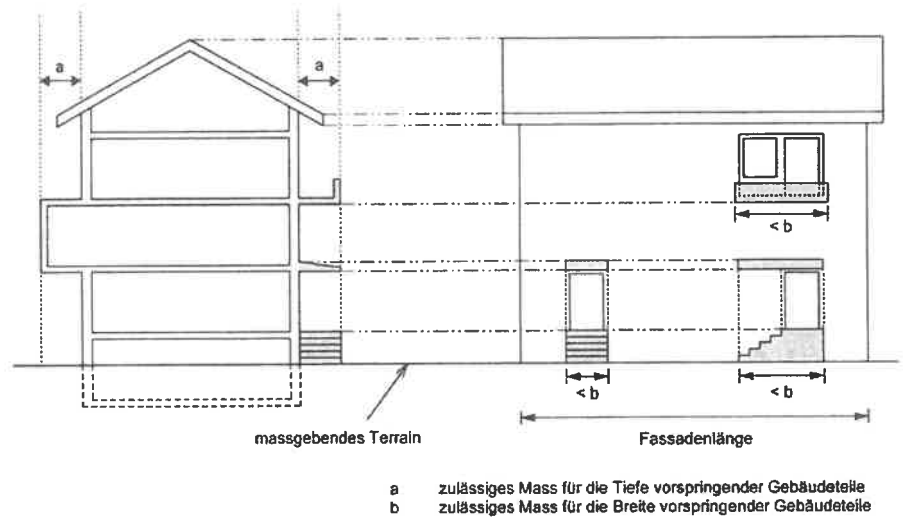 a
a
< b
< b
< b
massgebendes Terrain
Fassadenlänge
a zulässiges Mass für die Tiefe vorspringender Gebäudeteile
b zulässiges Mass für die Breite vorspringender Gebäudeteile